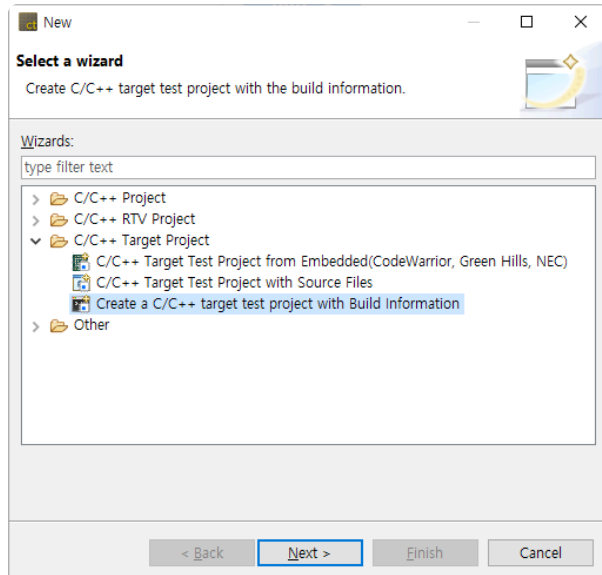 ct New
Select a wizard
Create C/C++ target test project with the build information.
Wizards:
type filter text
C/C++ Project
C/C++ RTV Project
C/C++ Target Project
C/C++ Target Test Project from Embedded(CodeWarrior, Green Hills, NEC)
C/C++ Target Test Project with Source Files
Create a C/C++ target test project with Build Information
Other
< Back Next > Finish Cancel